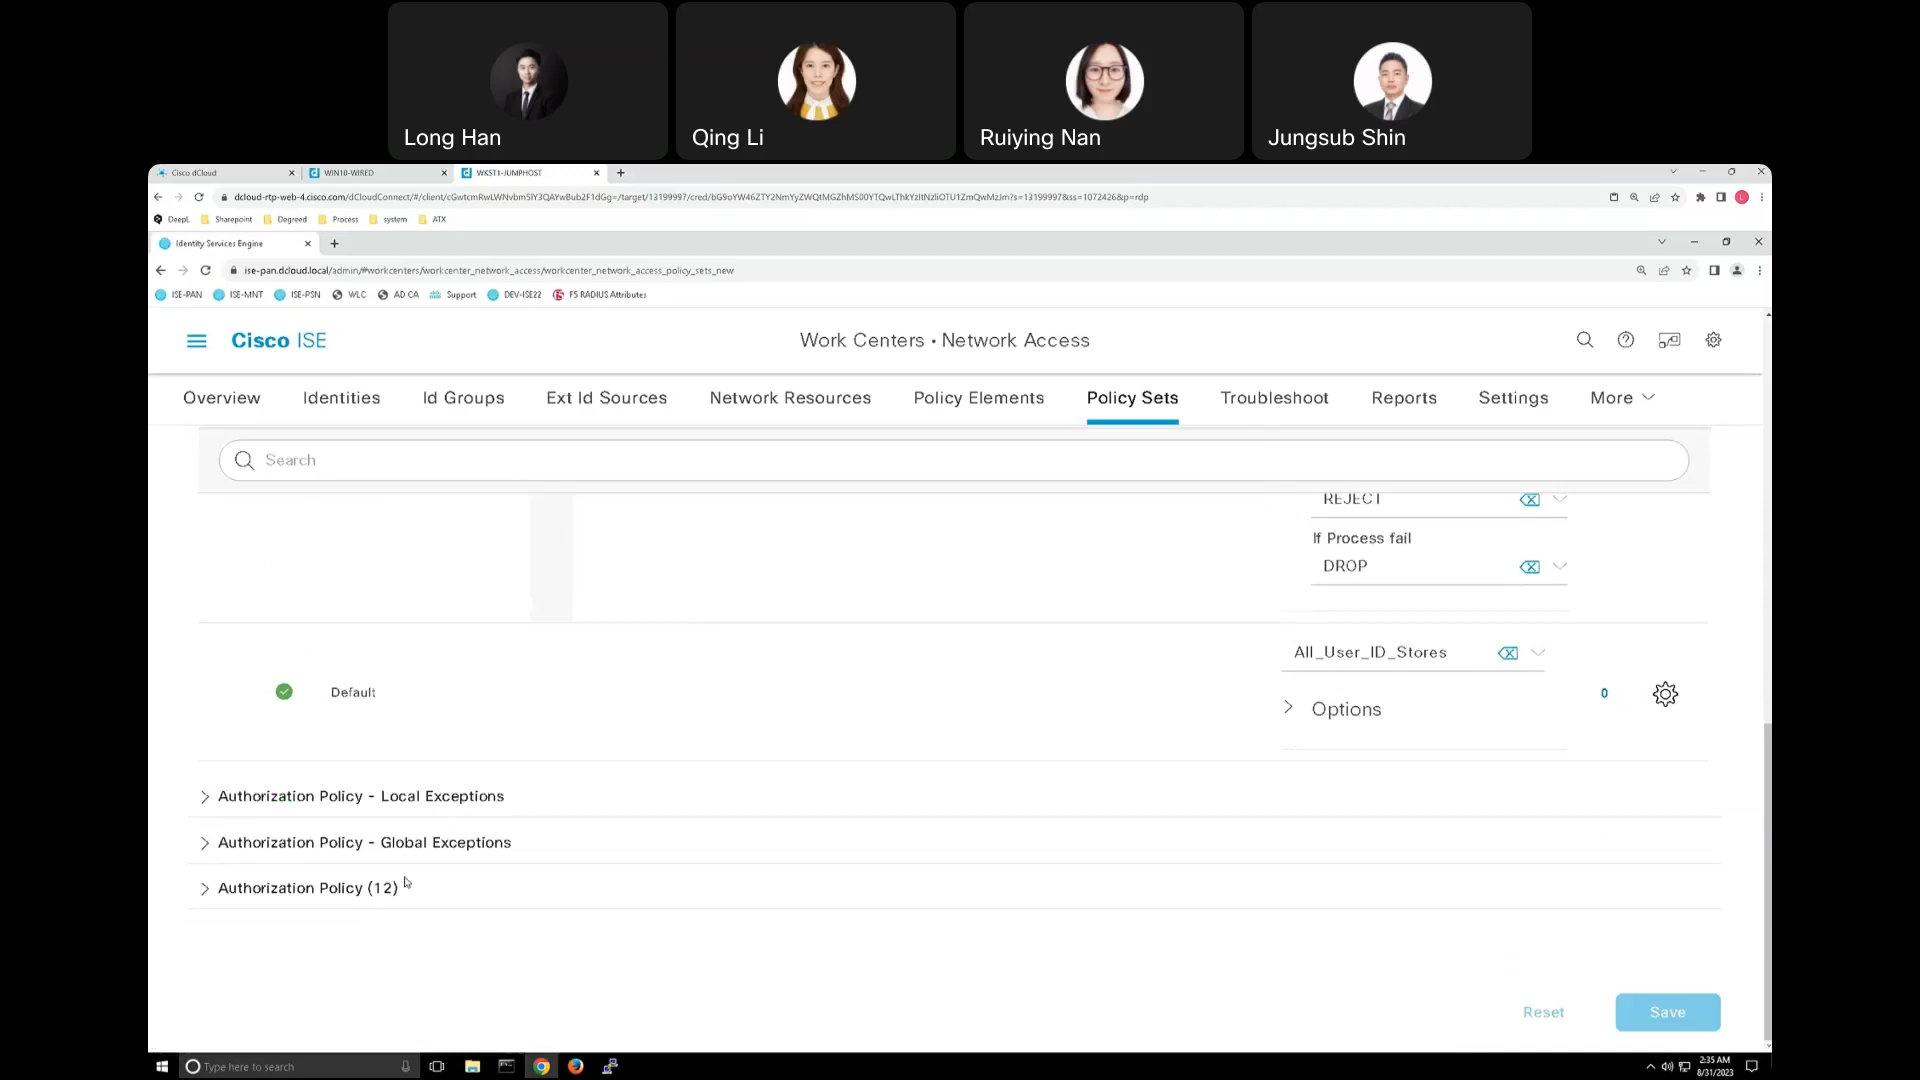 Long Han
Qing Li
Ruiying Nan
Jungsub Shin
Cisco dCloud
WIN10-WIRED
WKST1-JUMPHOST
DeepL
Sharepoint
Degreed
Process
system
ATX
Identity Services Engine
ise-pan.dcloud.local/admin/#workcenters/workcenter_network_access/workcenter_network_access_policy_sets_new
ISE-PAN
ISE-MNT
ISE-PSN
WLC
AD CA
Support
DEV-ISE22
F5 RADIUS Attributes
Cisco ISE
Work Centers • Network Access
Overview
Identities
Id Groups
Ext Id Sources
Network Resources
Policy Elements
Policy Sets
Troubleshoot
Reports
Settings
More
Search
REJECT
If Process fail
DROP
All_User_ID_Stores
Default
0
Options
Authorization Policy - Local Exceptions
Authorization Policy - Global Exceptions
Authorization Policy (12)
Reset
Save
Type here to search
2:35 AM
8/31/2023